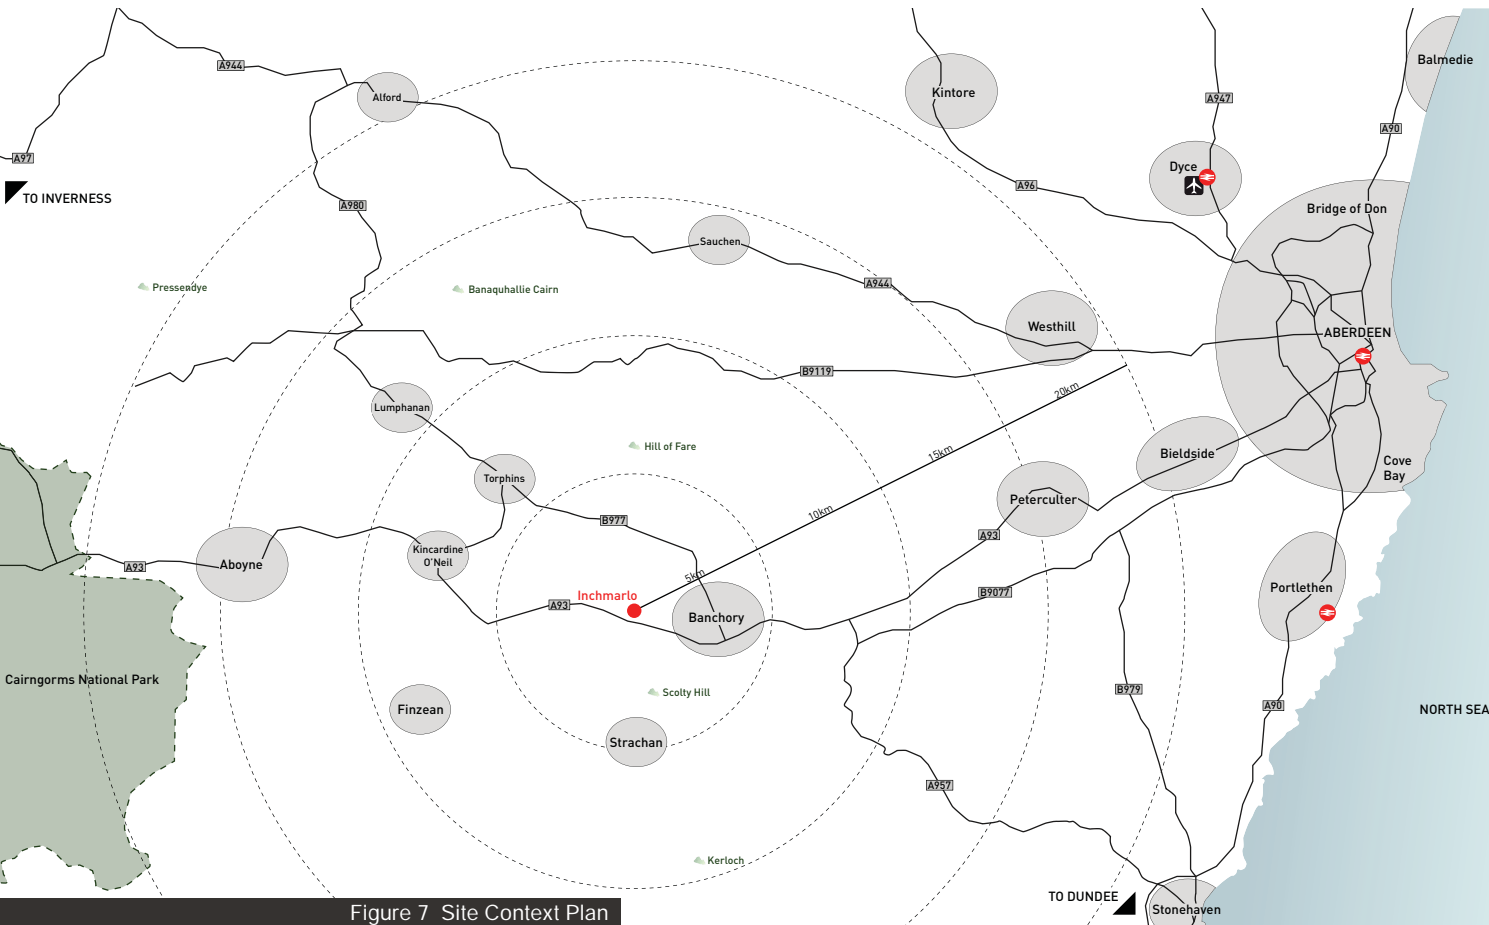 Balmedie
A944
Alford
Kintore
A947
A90
A97
Dyce
A96
TO INVERNESS
A980
Bridge of Don
Sauchen
Pressendye
Banaquhallie Cairn
A944
Westhill
ABERDEEN
B9119
20km
Lumphanan
Hill of Fare
15km
Bieldside
Cove
Bay
Torphins
Peterculter
10km
B977
A93
Kincardine
O'Neil
Aboyne
A93
5km
Inchmarlo
A93
B9077
Portlethen
Banchory
Cairngorms National Park
Scolty Hill
B979
A90
NORTH SEA
Finzean
Strachan
A957
Kerloch
TO DUNDEE
Stonehaven
Figure 7 Site Context Plan